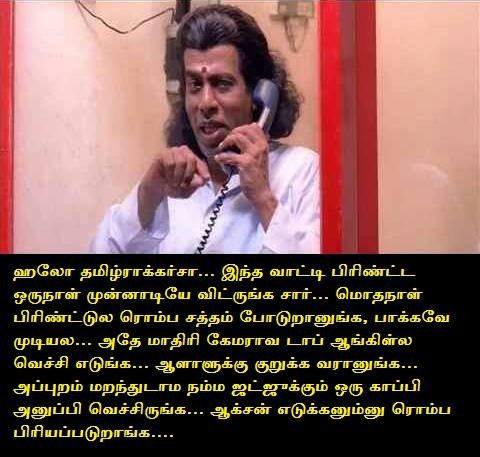 ஹலோ தமிழ்ராக்கர்சா... இந்த வாட்டி பிரிண்ட்ட
ஒருநாள் முன்னாடியே விட்ருங்க சார்... மொதநாள்
பிரிண்ட்டுல ரொம்ப சத்தம் போடுறானுங்க, பாக்கவே
முடியல... அதே மாதிரி கேமராவ டாப் ஆங்கிள்ல
வெச்சி எடுங்க... ஆளாளுக்கு குறுக்க வரானுங்க...
அப்புறம் மறந்துடாம நம்ம ஜட்ஜுக்கும் ஒரு காப்பி
அனுப்பி வெச்சிருங்க... ஆக்சன் எடுக்கனும்னு ரொம்ப
பிரியப்படுறாங்க....